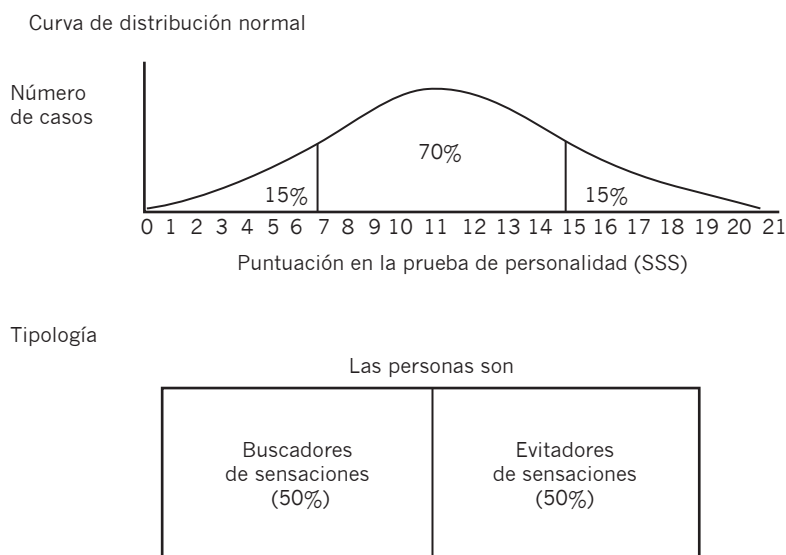 Curva de distribución normal
Número
de casos
70%
15%
15%
0 1 2 3 4 5 6 7 8 9 10 11 12 13 14 15 16 17 18 19 20 21
Puntuación en la prueba de personalidad (SSS)
Tipología
Las personas son
Buscadores
de sensaciones
(50%)
Evitadores
de sensaciones
(50%)